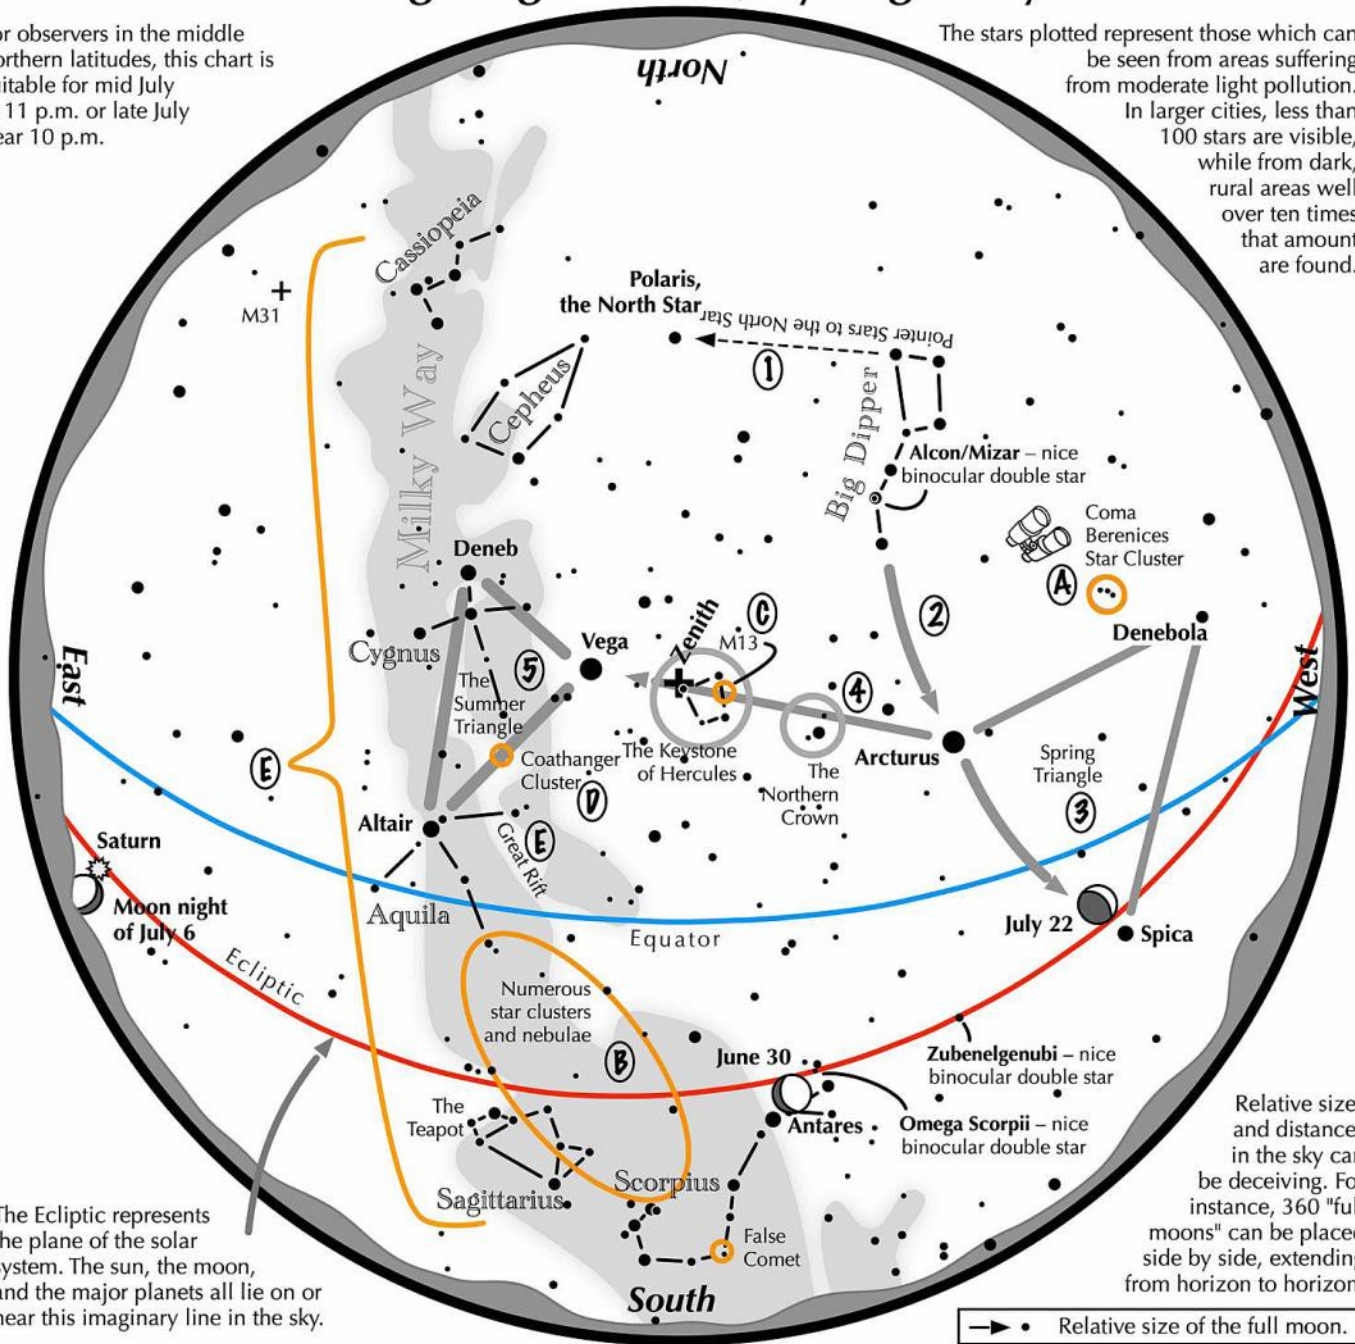 or observers in the middle
orthern latitudes, this chart is
uitable for mid July
11 p.m. or late July
ear 10 p.m.
The stars plotted represent those which can
be seen from areas suffering
from moderate light pollution.
In larger cities, less than
100 stars are visible,
while from dark,
rural areas well
over ten times
that amount
are found.
North
Cassiopeia
M31
Polaris,
the North Star
Pointer Stars to the North Star
1
Milky Way
Cepheus
Big Dipper
Alcon/Mizar – nice
binocular double star
Coma
Berenices
Star Cluster
A
Deneb
2
Denebola
Zenith
C
M13
Vega
Cygnus
5
The
Summer
Triangle
4
East
West
Coathanger
Cluster
D
The Keystone
of Hercules
The
Northern
Crown
Arcturus
Spring
Triangle
3
E
Altair
Great Rift
E
Saturn
Moon night
of July 6
Aquila
Equator
July 22
Spica
Ecliptic
Numerous
star clusters
and nebulae
B
June 30
Zubenelgenubi – nice
binocular double star
The
Teapot
Antares
Omega Scorpii – nice
binocular double star
Sagittarius
Scorpius
False
Comet
South
The Ecliptic represents
the plane of the solar
system. The sun, the moon,
and the major planets all lie on or
near this imaginary line in the sky.
Relative size
and distance
in the sky can
be deceiving. Fo
instance, 360 "ful
moons" can be placed
side by side, extending
from horizon to horizon
Relative size of the full moon.